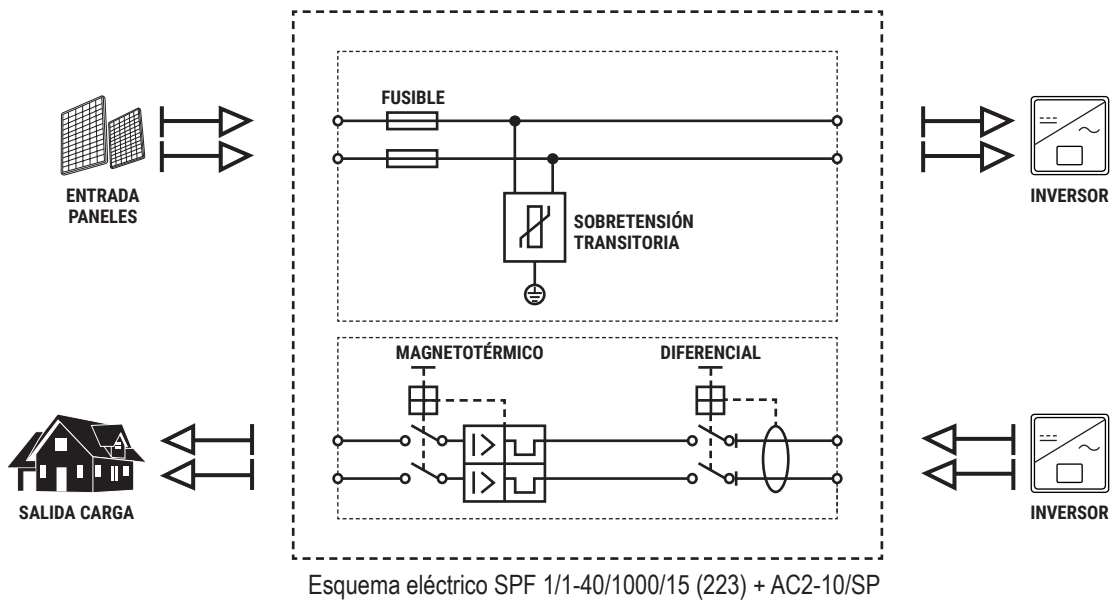 FUSIBLE
ENTRADA
PANELES
INVERSOR
SOBRETENSIÓN
TRANSITORIA
MAGNETOTÉRMICO
DIFERENCIAL
SALIDA CARGA
INVERSOR
Esquema eléctrico SPF 1/1-40/1000/15 (223) + AC2-10/SP